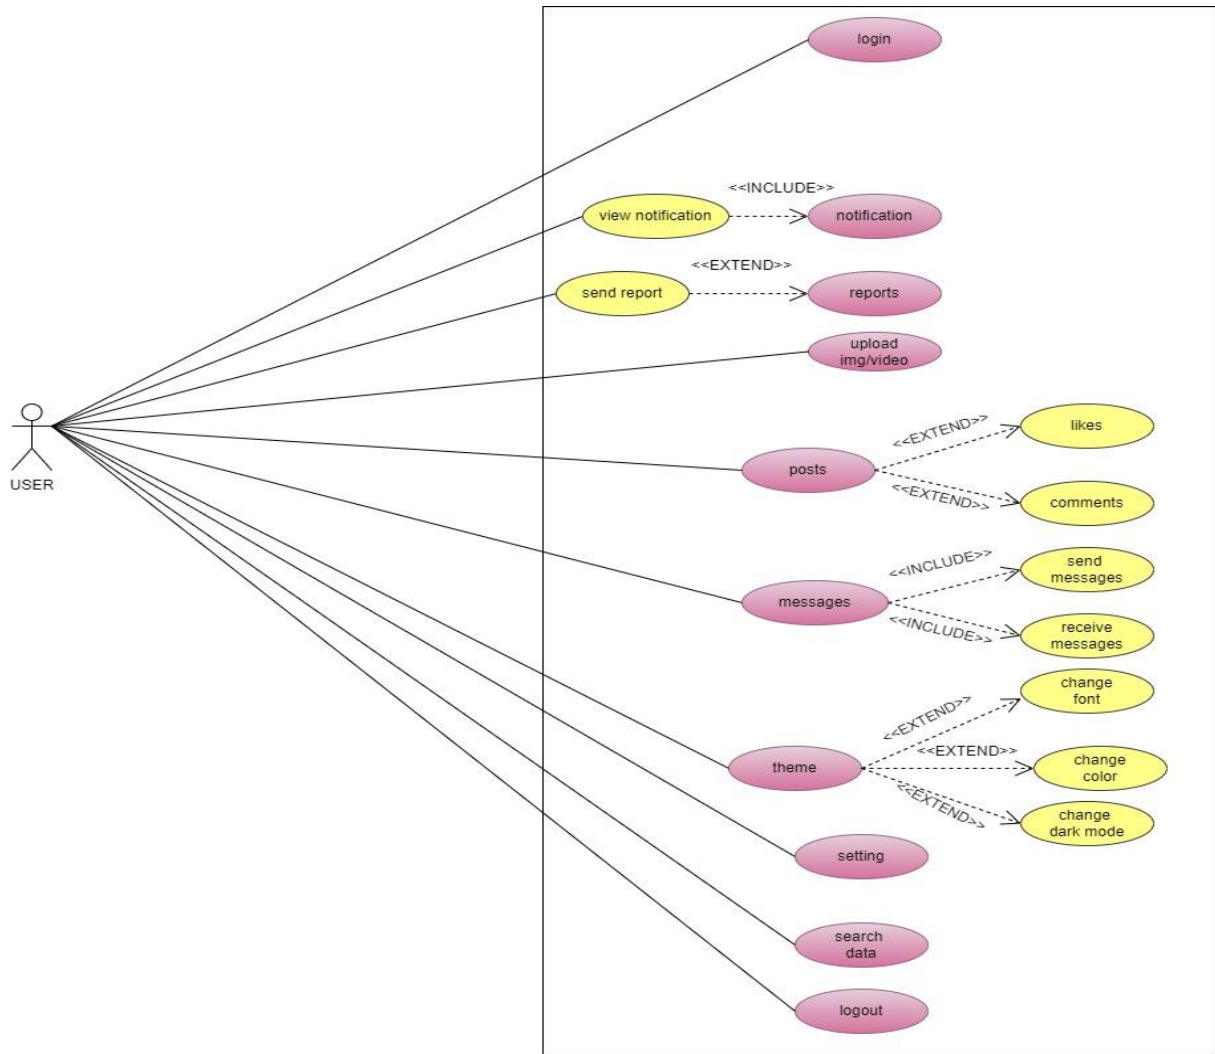 login
<<INCLUDE>>
view notification
notification
<<EXTEND>>
send report
reports
upload
img/video
USER
posts
<<EXTEND>>
likes
<<EXTEND>>
comments
messages
<<INCLUDE>>
send
messages
<<INCLUDE>>
receive
messages
theme
<<EXTEND>>
change
font
<<EXTEND>>
change
color
<<EXTEND>>
change
dark mode
setting
search
data
logout